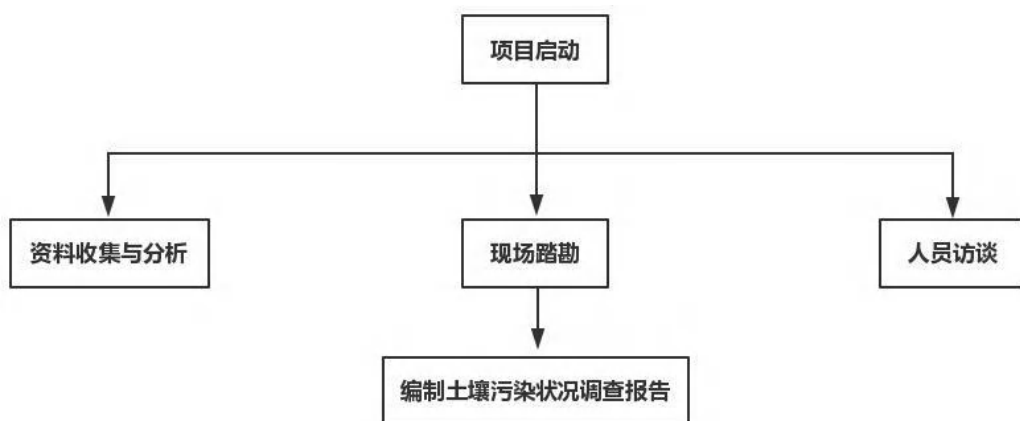 项目启动
资料收集与分析
现场踏勘
人员访谈
编制土壤污染状况调查报告